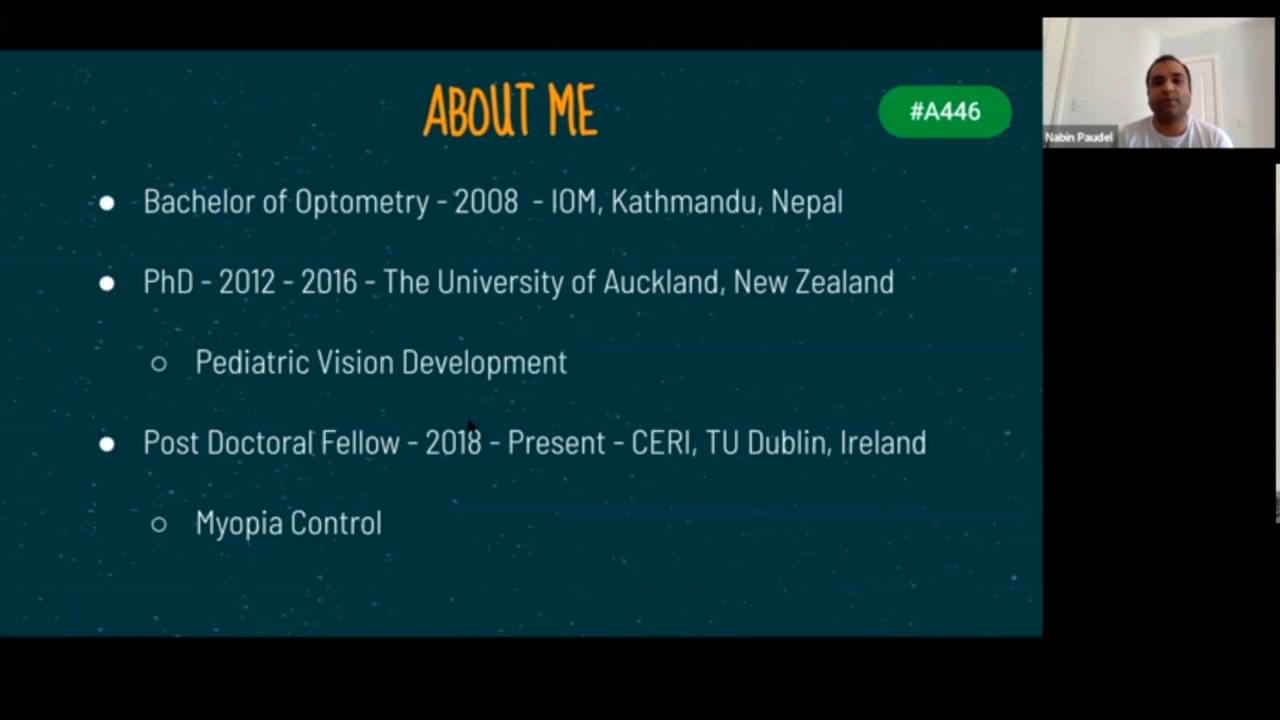 ABOUT ME
#A446
Nabin Paudel
● Bachelor of Optometry - 2008 - IOM, Kathmandu, Nepal
● PhD - 2012 - 2016 - The University of Auckland, New Zealand
○ Pediatric Vision Development
● Post Doctoral Fellow - 2018 - Present - CERI, TU Dublin, Ireland
○ Myopia Control